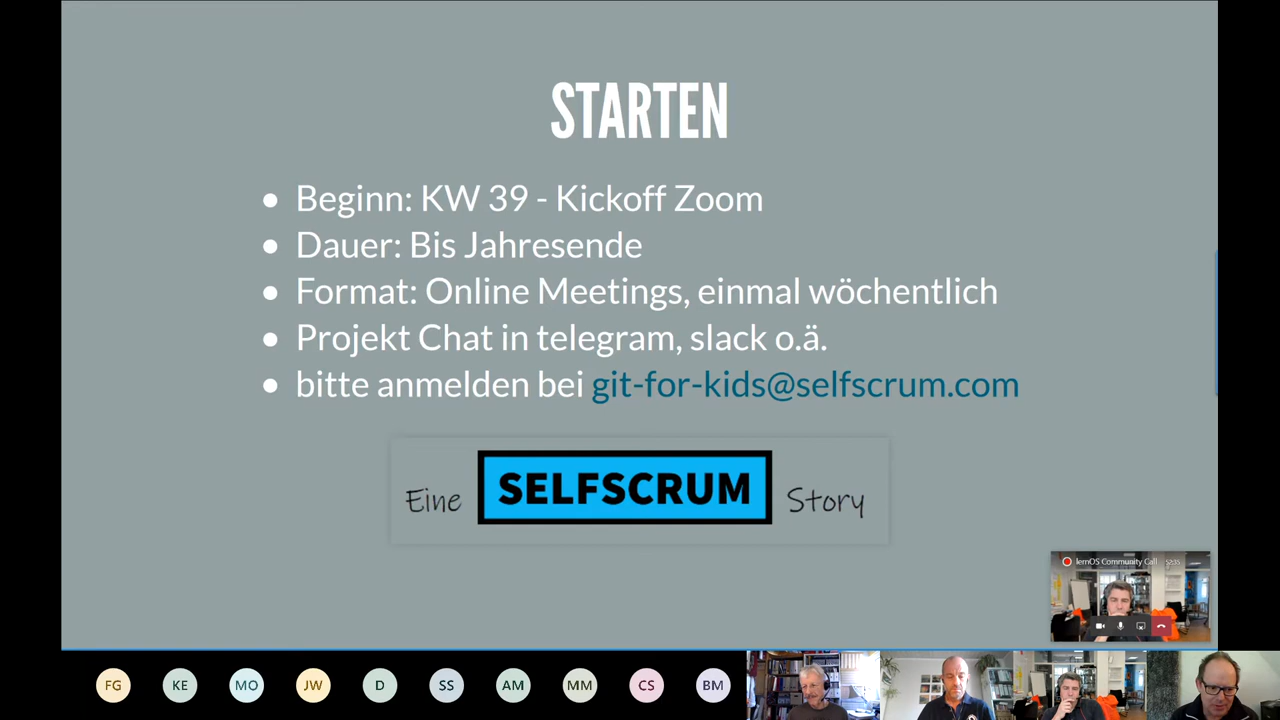 STARTEN
Beginn: KW 39 - Kickoff Zoom
Dauer: Bis Jahresende
Format: Online Meetings, einmal wöchentlich
Projekt Chat in telegram, slack o.ä.
bitte anmelden bei git-for-kids@selfscrum.com
Eine SELFSCRUM Story
lernOS Community Call 52:35
FG KE MO JW D SS AM MM CS BM